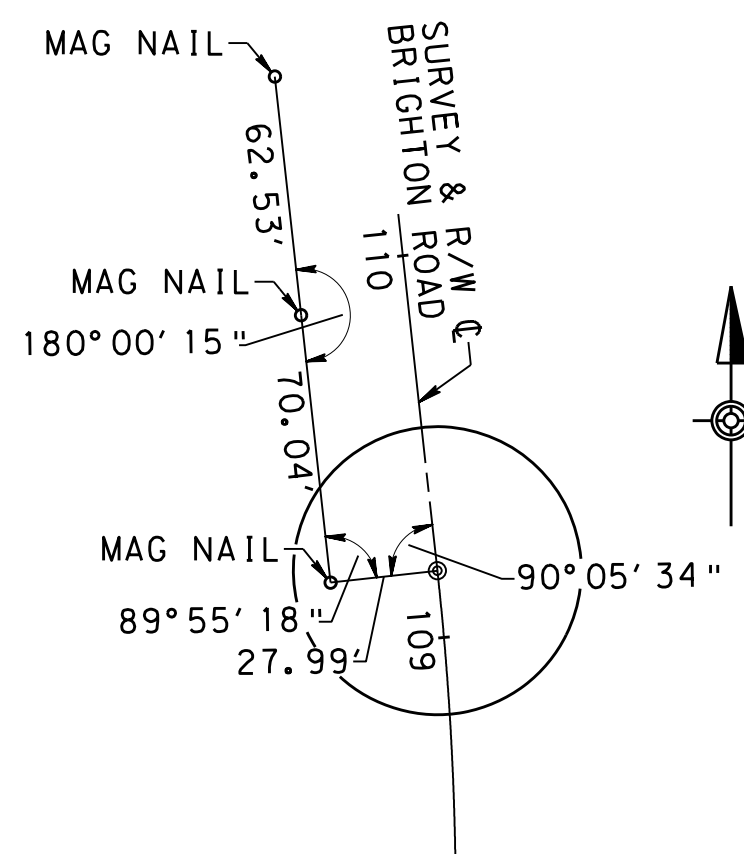 MAG NAIL
SURVEY & R/W ℄
BRIGHTON ROAD
62.53'
110
MAG NAIL
180°00'15"
70.04'
MAG NAIL
90°05'34"
89°55'18"
109
27.99'